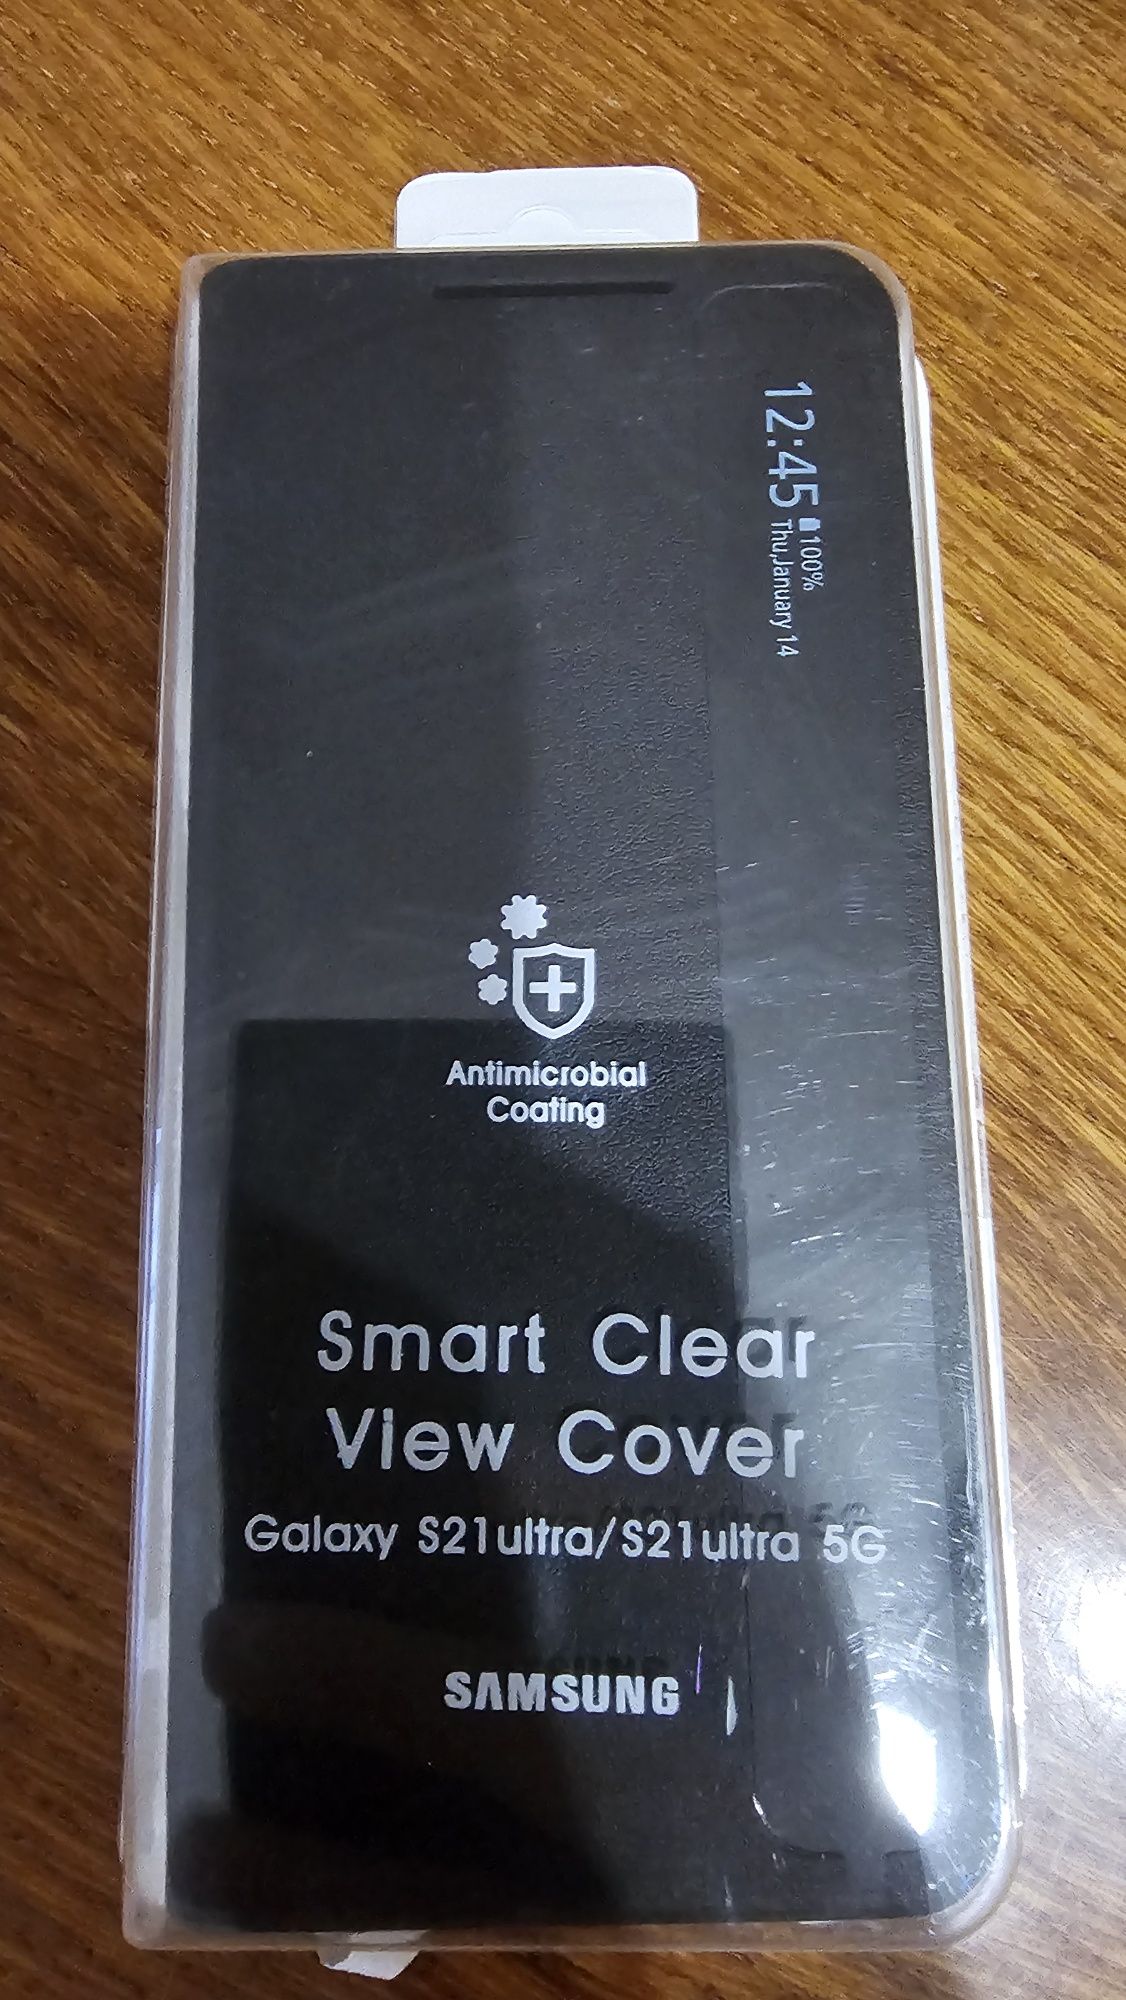 12:45
100%
Thu,January 14
Antimicrobial
Coating
Smart Clear
View Cover
Galaxy S21ultra/S21ultra 5G
SAMSUNG